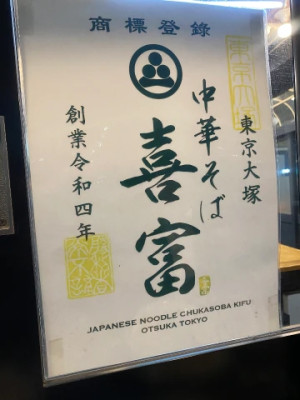 商標登録
東京大塚
中華そば
喜富
創業令和四年
JAPANESE NOODLE CHUKASOBA KIFU
OTSUKA TOKYO